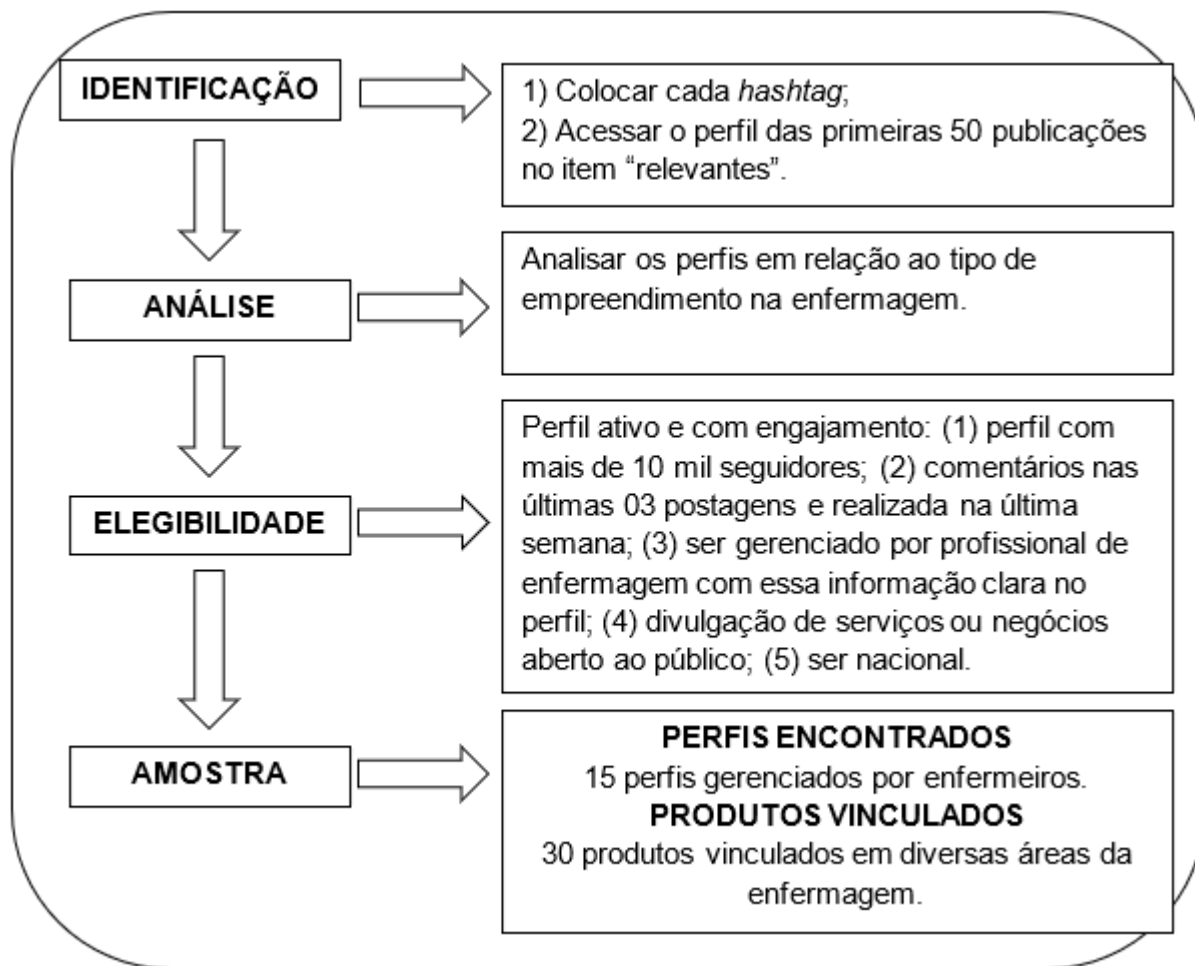 IDENTIFICAÇÃO
1) Colocar cada hashtag;
2) Acessar o perfil das primeiras 50 publicações
no item “relevantes”.
ANÁLISE
Analisar os perfis em relação ao tipo de
empreendimento na enfermagem.
ELEGIBILIDADE
Perfil ativo e com engajamento: (1) perfil com
mais de 10 mil seguidores; (2) comentários nas
últimas 03 postagens e realizada na última
semana; (3) ser gerenciado por profissional de
enfermagem com essa informação clara no
perfil; (4) divulgação de serviços ou negócios
aberto ao público; (5) ser nacional.
AMOSTRA
PERFIS ENCONTRADOS
15 perfis gerenciados por enfermeiros.
PRODUTOS VINCULADOS
30 produtos vinculados em diversas áreas da
enfermagem.